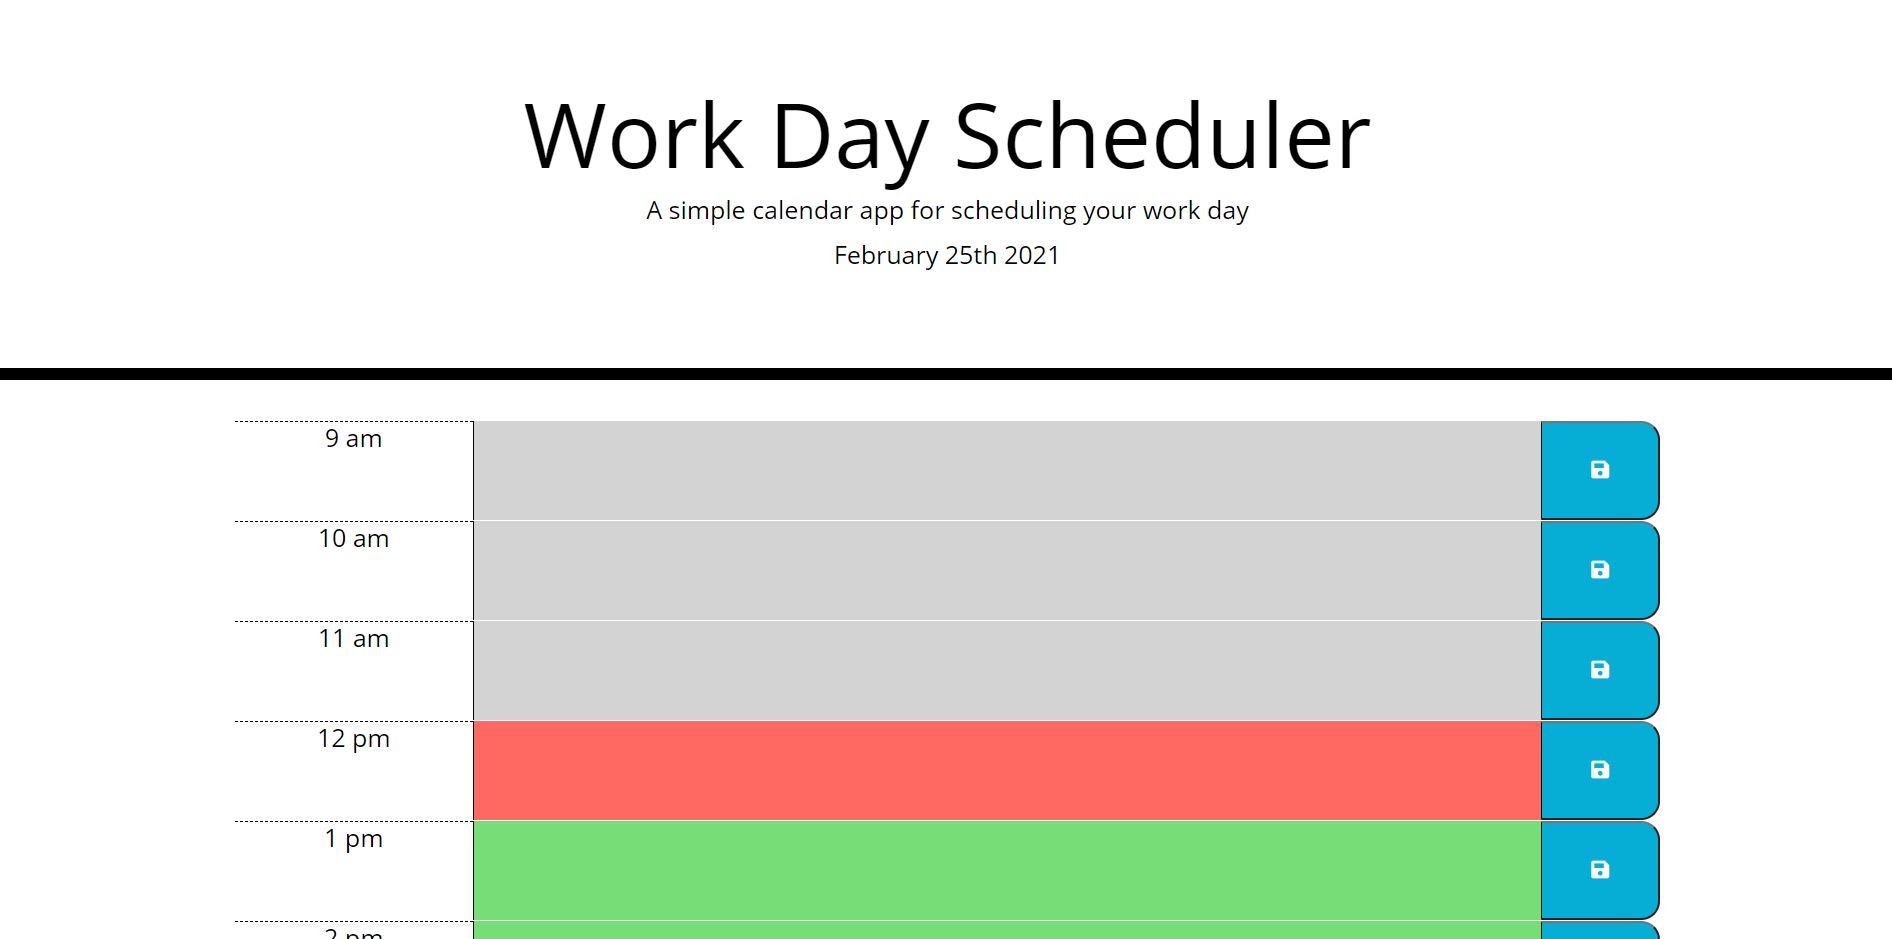 Work Day Scheduler
A simple calendar app for scheduling your work day
February 25th 2021
9 am
10 am
11 am
12 pm
1 pm
2 pm